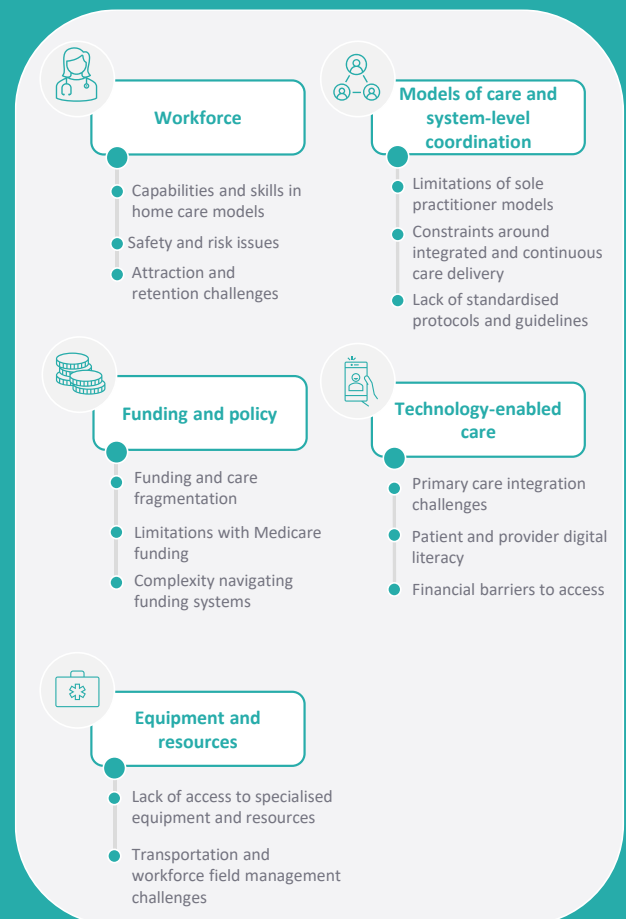 Workforce
Capabilities and skills in
home care models
Safety and risk issues
Attraction and
retention challenges
Models of care and
system-level
coordination
Limitations of sole
practitioner models
Constraints around
integrated and continuous
care delivery
Lack of standardised
protocols and guidelines
Funding and policy
Funding and care
fragmentation
Limitations with Medicare
funding
Complexity navigating
funding systems
Technology-enabled
care
Primary care integration
challenges
Patient and provider digital
literacy
Financial barriers to access
Equipment and
resources
Lack of access to specialised
equipment and resources
Transportation and
workforce field management
challenges